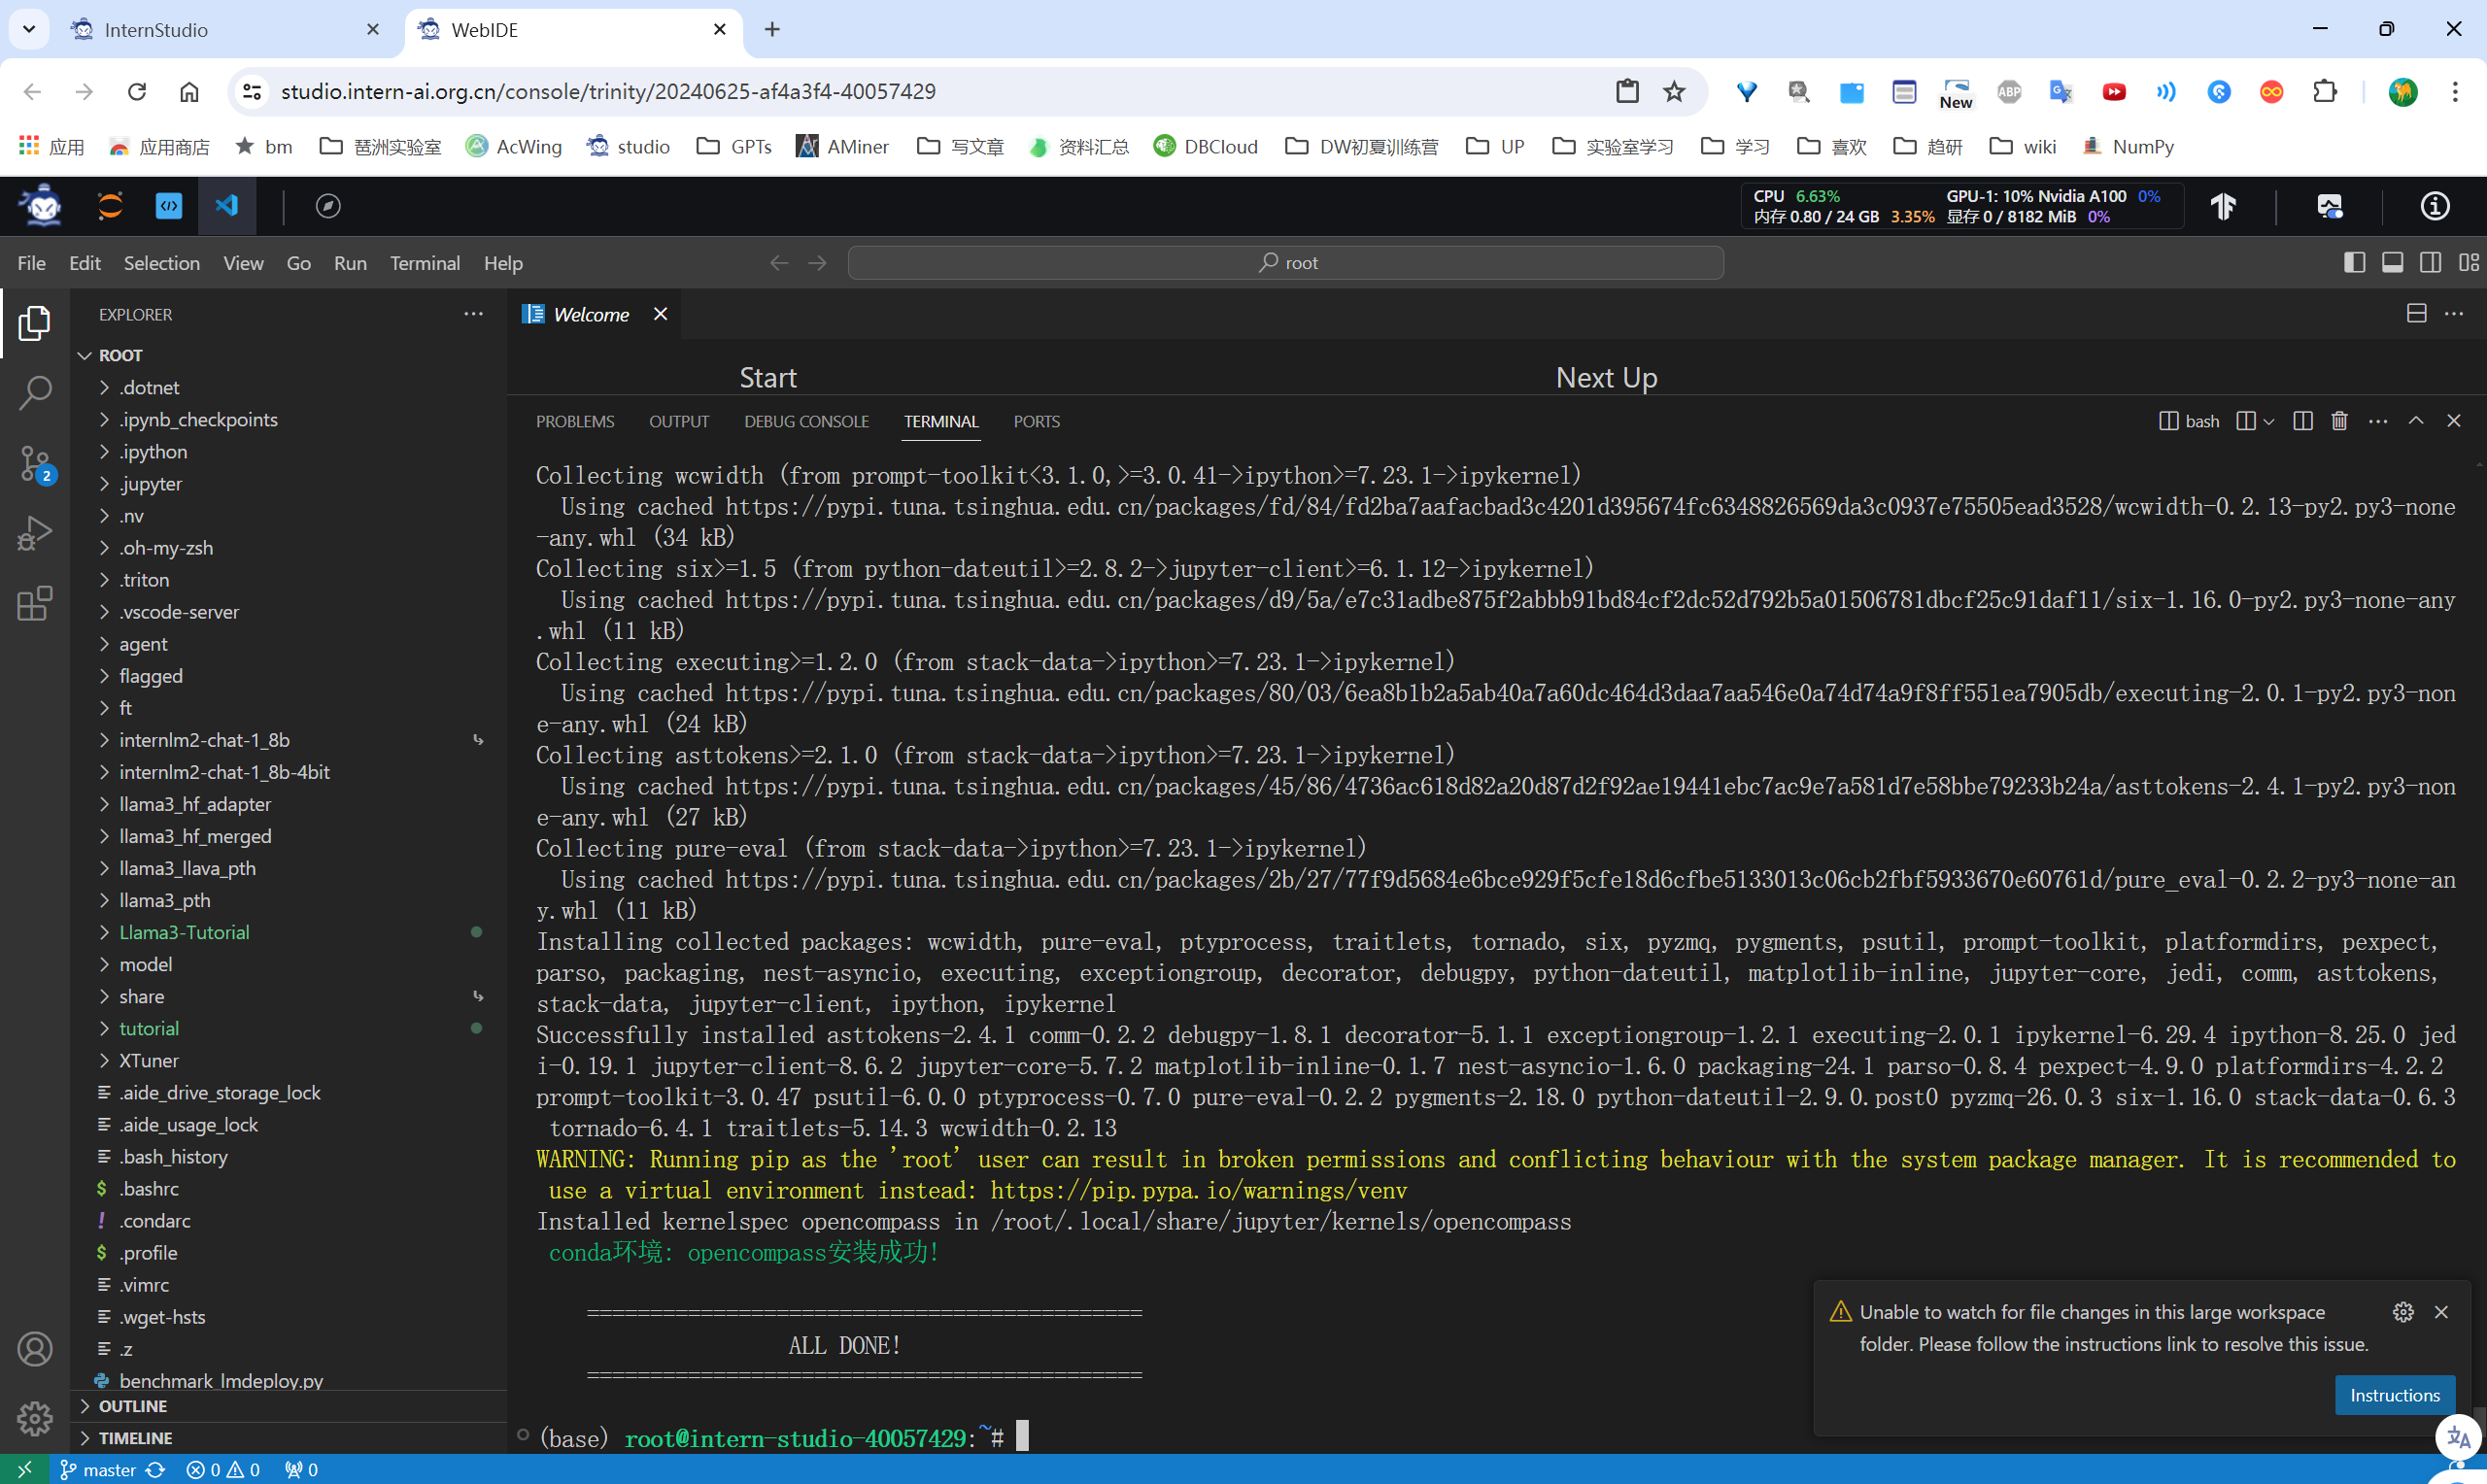 InternStudio
WebIDE
studio.intern-ai.org.cn/console/trinity/20240625-af4a3f4-40057429
New
ABP
应用
应用商店
bm
琶洲实验室
AcWing
studio
GPTs
AMiner
写文章
资料汇总
DBCloud
DW初夏训练营
UP
实验室学习
学习
喜欢
趋研
wiki
NumPy
CPU 6.63%
GPU-1: 10% Nvidia A100 0%
内存 0.80 / 24 GB 3.35%
显存 0 / 8182 MiB 0%
File Edit Selection View Go Run Terminal Help
root
EXPLORER
ROOT
.dotnet
.ipynb_checkpoints
.ipython
.jupyter
.nv
.oh-my-zsh
.triton
.vscode-server
agent
flagged
ft
internlm2-chat-1_8b
internlm2-chat-1_8b-4bit
llama3_hf_adapter
llama3_hf_merged
llama3_llava_pth
llama3_pth
Llama3-Tutorial
model
share
tutorial
XTuner
.aide_drive_storage_lock
.aide_usage_lock
.bash_history
.bashrc
.condarc
.profile
.vimrc
.wget-hsts
.z
benchmark_lmdeploy.py
OUTLINE
TIMELINE
2
Welcome
Start
Next Up
PROBLEMS OUTPUT DEBUG CONSOLE TERMINAL PORTS
bash
Collecting wcwidth (from prompt-toolkit<3.1.0,>=3.0.41->ipython>=7.23.1->ipykernel)
  Using cached https://pypi.tuna.tsinghua.edu.cn/packages/fd/84/fd2ba7aafacbad3c4201d395674fc6348826569da3c0937e75505ead3528/wcwidth-0.2.13-py2.py3-none
-any.whl (34 kB)
Collecting six>=1.5 (from python-dateutil>=2.8.2->jupyter-client>=6.1.12->ipykernel)
  Using cached https://pypi.tuna.tsinghua.edu.cn/packages/d9/5a/e7c31adbe875f2abbb91bd84cf2dc52d792b5a01506781dbcf25c91daf11/six-1.16.0-py2.py3-none-any
.whl (11 kB)
Collecting executing>=1.2.0 (from stack-data->ipython>=7.23.1->ipykernel)
  Using cached https://pypi.tuna.tsinghua.edu.cn/packages/80/03/6ea8b1b2a5ab40a7a60dc464d3daa7aa546e0a74d74a9f8ff551ea7905db/executing-2.0.1-py2.py3-non
e-any.whl (24 kB)
Collecting asttokens>=2.1.0 (from stack-data->ipython>=7.23.1->ipykernel)
  Using cached https://pypi.tuna.tsinghua.edu.cn/packages/45/86/4736ac618d82a20d87d2f92ae19441ebc7ac9e7a581d7e58bbe79233b24a/asttokens-2.4.1-py2.py3-non
e-any.whl (27 kB)
Collecting pure-eval (from stack-data->ipython>=7.23.1->ipykernel)
  Using cached https://pypi.tuna.tsinghua.edu.cn/packages/2b/27/77f9d5684e6bce929f5cfe18d6cfbe5133013c06cb2fbf5933670e60761d/pure_eval-0.2.2-py3-none-an
y.whl (11 kB)
Installing collected packages: wcwidth, pure-eval, ptyprocess, traitlets, tornado, six, pyzmq, pygments, psutil, prompt-toolkit, platformdirs, pexpect,
parso, packaging, nest-asyncio, executing, exceptiongroup, decorator, debugpy, python-dateutil, matplotlib-inline, jupyter-core, jedi, comm, asttokens,
stack-data, jupyter-client, ipython, ipykernel
Successfully installed asttokens-2.4.1 comm-0.2.2 debugpy-1.8.1 decorator-5.1.1 exceptiongroup-1.2.1 executing-2.0.1 ipykernel-6.29.4 ipython-8.25.0 jed
i-0.19.1 jupyter-client-8.6.2 jupyter-core-5.7.2 matplotlib-inline-0.1.7 nest-asyncio-1.6.0 packaging-24.1 parso-0.8.4 pexpect-4.9.0 platformdirs-4.2.2
prompt-toolkit-3.0.47 psutil-6.0.0 ptyprocess-0.7.0 pure-eval-0.2.2 pygments-2.18.0 python-dateutil-2.9.0.post0 pyzmq-26.0.3 six-1.16.0 stack-data-0.6.3
 tornado-6.4.1 traitlets-5.14.3 wcwidth-0.2.13
WARNING: Running pip as the 'root' user can result in broken permissions and conflicting behaviour with the system package manager. It is recommended to
 use a virtual environment instead: https://pip.pypa.io/warnings/venv
Installed kernelspec opencompass in /root/.local/share/jupyter/kernels/opencompass
 conda环境: opencompass安装成功!
============================================
ALL DONE!
============================================
(base) root@intern-studio-40057429:~#
Unable to watch for file changes in this large workspace
folder. Please follow the instructions link to resolve this issue.
Instructions
master
0 0
0